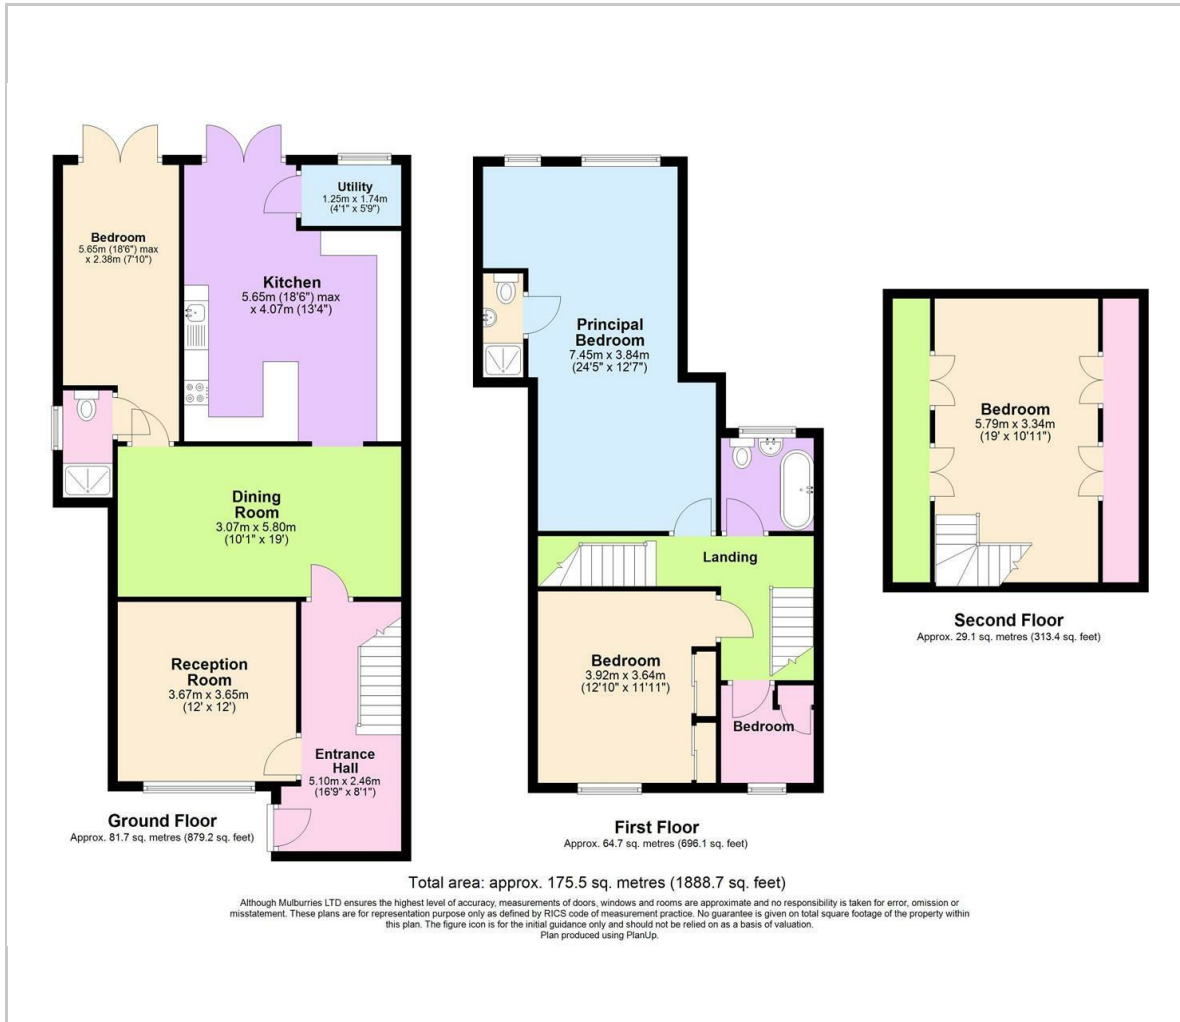 Utility
1.25m x 1.74m
(4'1" x 5'9")
Bedroom
5.65m (18'6") max
x 2.38m (7'10")
Kitchen
5.65m (18'6") max
x 4.07m (13'4")
Dining
Room
3.07m x 5.80m
(10'1" x 19')
Reception
Room
3.67m x 3.65m
(12' x 12')
Entrance
Hall
5.10m x 2.46m
(16'9" x 8'1")
Ground Floor
Approx. 81.7 sq. metres (879.2 sq. feet)
Principal
Bedroom
7.45m x 3.84m
(24'5" x 12'7")
Landing
Bedroom
3.92m x 3.64m
(12'10" x 11'11")
Bedroom
First Floor
Approx. 64.7 sq. metres (696.1 sq. feet)
Bedroom
5.79m x 3.34m
(19' x 10'11")
Second Floor
Approx. 29.1 sq. metres (313.4 sq. feet)
Total area: approx. 175.5 sq. metres (1888.7 sq. feet)
Although Mulburries LTD ensures the highest level of accuracy, measurements of doors, windows and rooms are approximate and no responsibility is taken for error, omission or
misstatement. These plans are for representation purpose only as defined by RICS code of measurement practice. No guarantee is given on total square footage of the property within
this plan. The figure icon is for the initial guidance only and should not be relied on as a basis of valuation.
Plan produced using PlanUp.